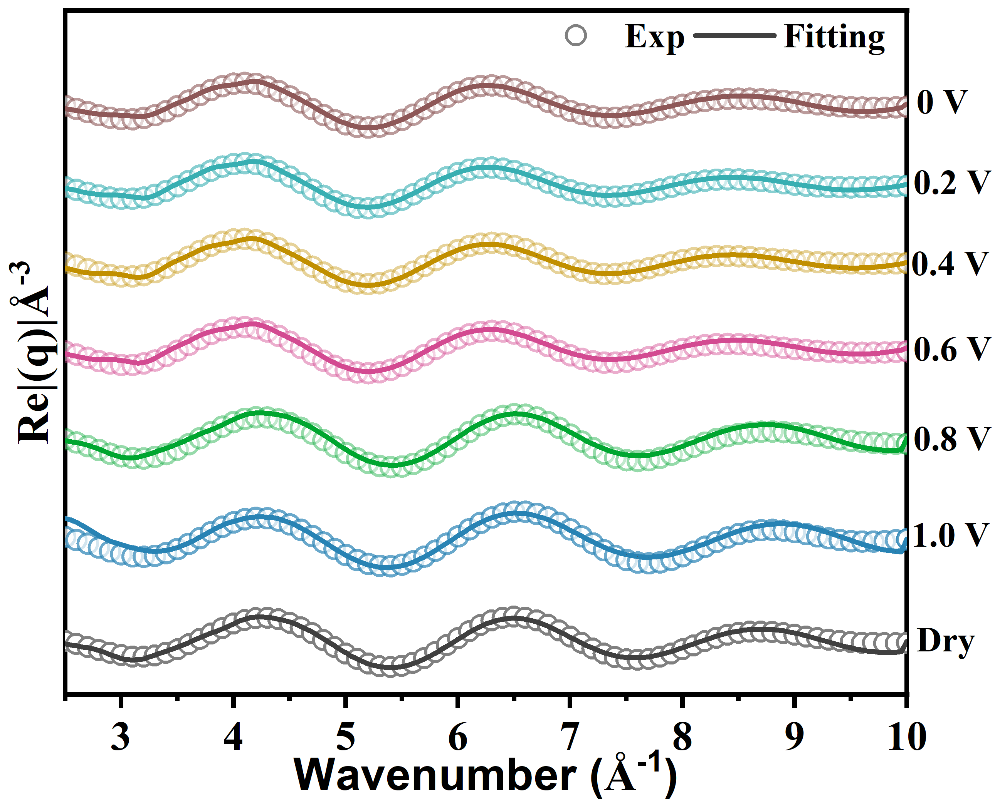 Exp Fitting
0 V
0.2 V
0.4 V
0.6 V
0.8 V
1.0 V
Dry
Re|(q)|Å-3
3 4 5 6 7 8 9 10
Wavenumber (Å-1)